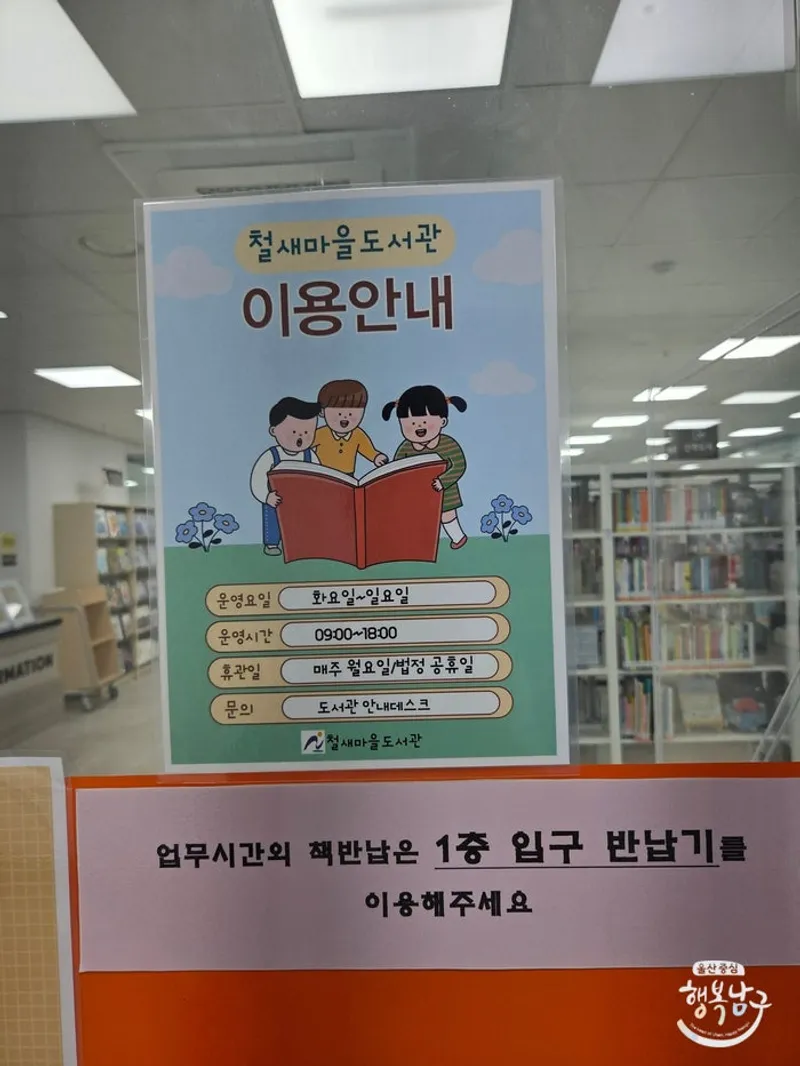 철새마을도서관
이용안내
운영요일 화요일~일요일
운영시간 09:00~18:00
휴관일 매주 월요일/법정 공휴일
문의 도서관 안내데스크
철새마을도서관
RMATION
업무시간외 책반납은 1층 입구 반납기를
이용해주세요
울산 중심
행복남구